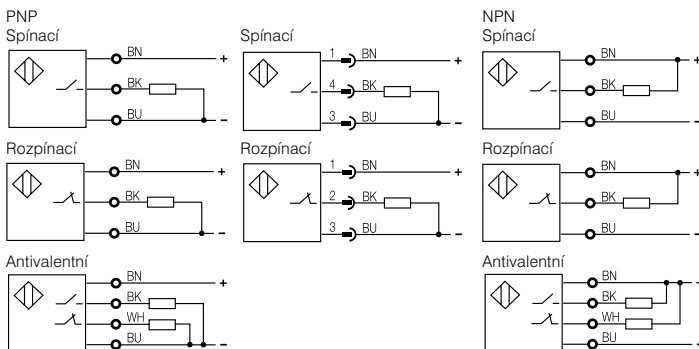 PNP
Spínací
BN
+
BK
BU
–
Spínací
1 BN
+
4 BK
3 BU
–
NPN
Spínací
BN
+
BK
BU
–
Rozpínací
BN
+
BK
BU
–
Rozpínací
1 BN
+
2 BK
3 BU
–
Rozpínací
BN
+
BK
BU
–
Antivalentní
BN
+
BK
WH
BU
–
Antivalentní
BN
+
BK
WH
BU
–